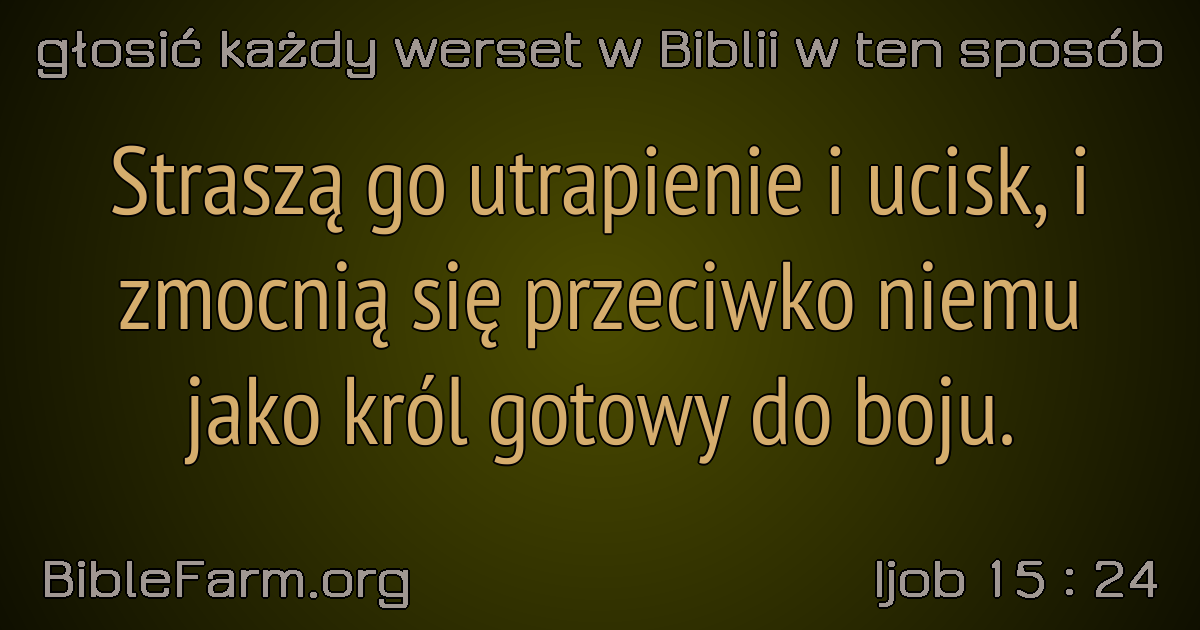 głosić każdy werset w Biblii w ten sposób
Straszą go utrapienie i ucisk, i
zmocnią się przeciwko niemu
jako król gotowy do boju.
BibleFarm.org
Ijob 15 : 24